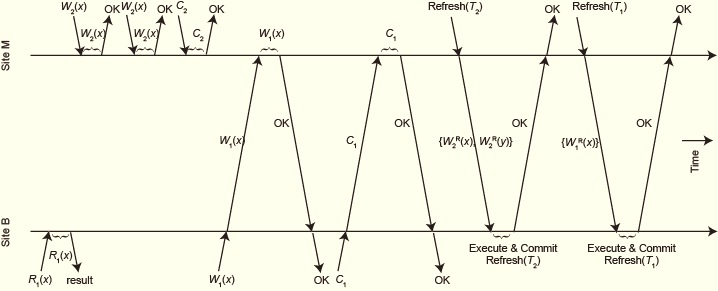 W₂(x) OK W₂(x) OK C₂ OK Refresh(T₂) OK Refresh(T₁) OK
W₂(x) W₂(x) C₂ W₁(x) C₁
Site M
OK OK OK OK
W₁(x) C₁ {W₂ᴿ(x), W₂ᴿ(y)} {W₁ᴿ(x)}
Time
Site B
R₁(x) Execute & Commit Execute & Commit
Refresh(T₂) Refresh(T₁)
R₁(x) result W₁(x) OK C₁ OK